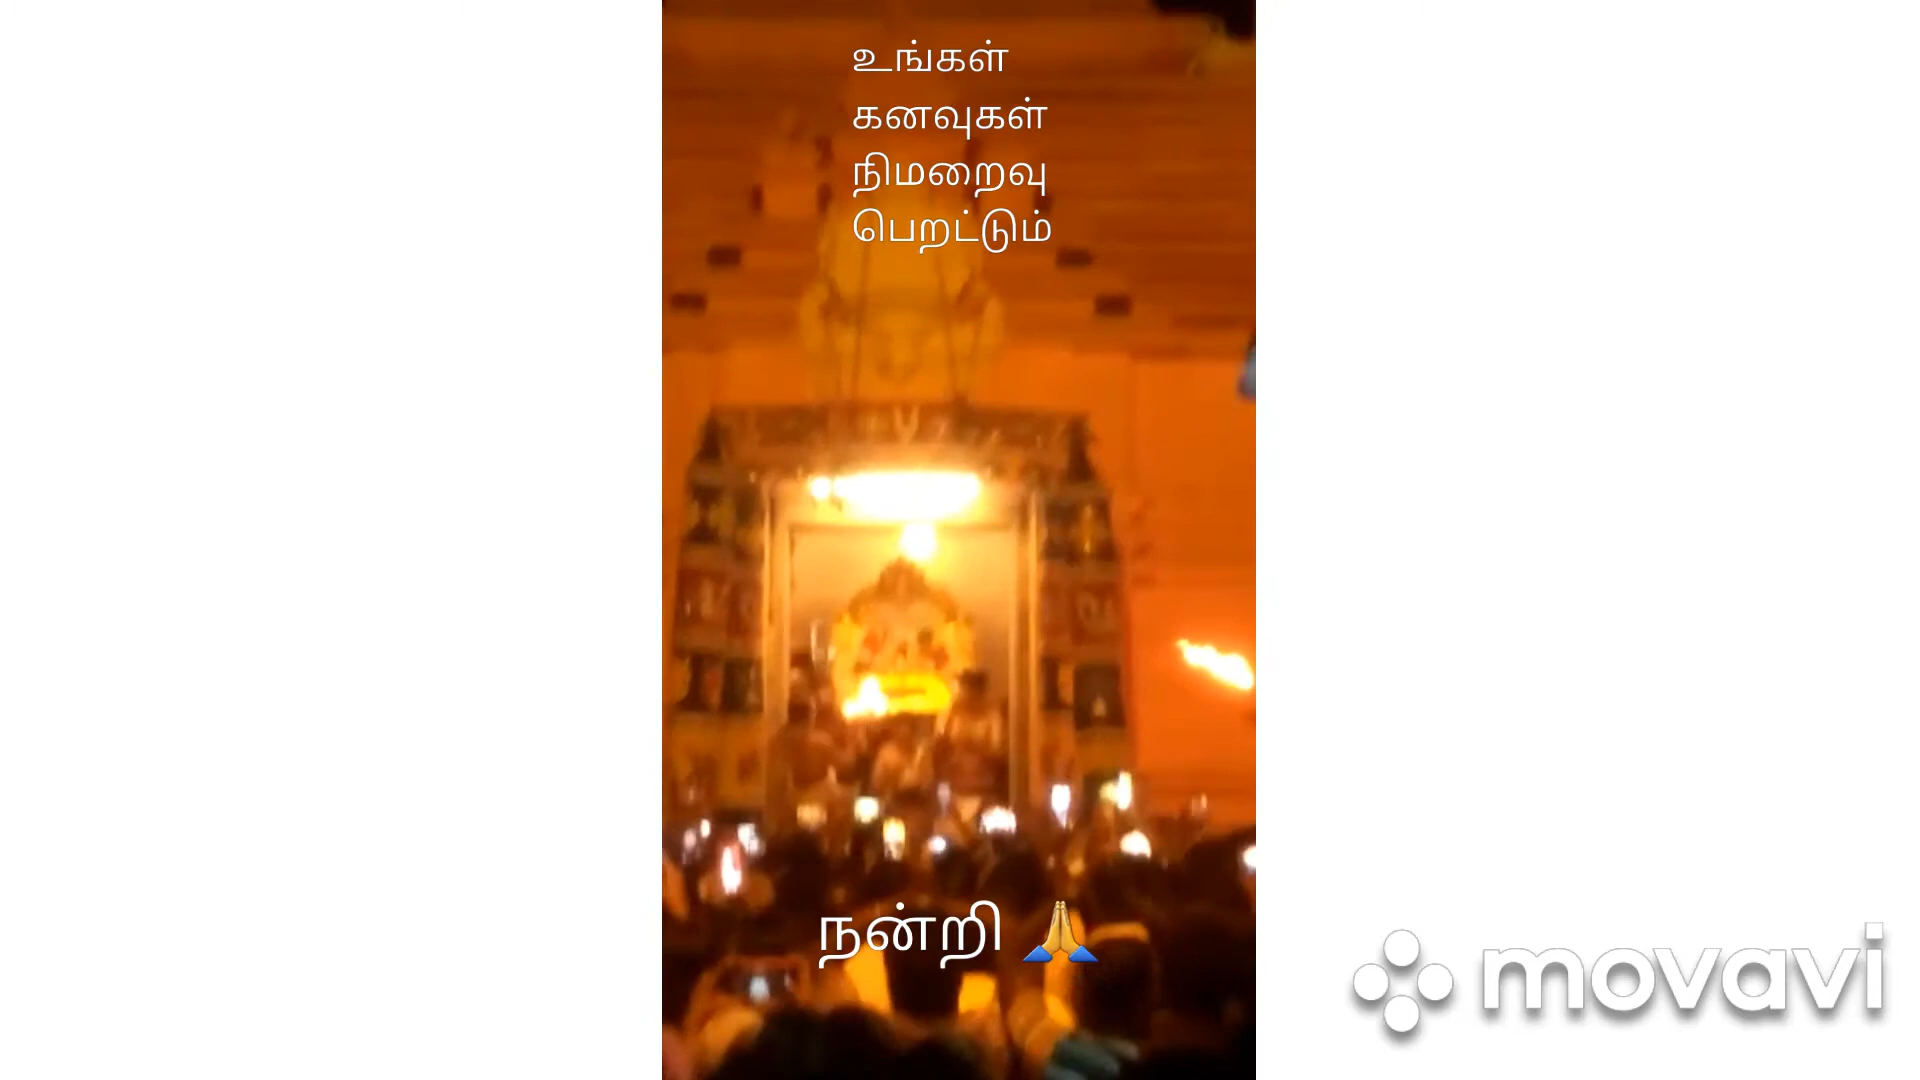 உங்கள்
கனவுகள்
நிமறைவு
பெறட்டும்
நன்றி 🙏
movavi